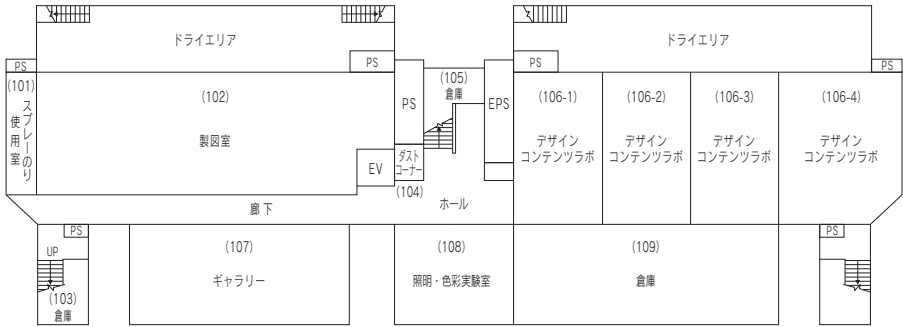 ドライエリア
ドライエリア
PS
PS
PS
PS
(101)
スプレーのり
使用室
(102)
製図室
PS
(105)
倉庫
EPS
(106-1)
デザイン
コンテンツラボ
(106-2)
デザイン
コンテンツラボ
(106-3)
デザイン
コンテンツラボ
(106-4)
デザイン
コンテンツラボ
EV
ダスト
コーナー
(104)
廊下
ホール
PS
UP
(103)
倉庫
(107)
ギャラリー
(108)
照明・色彩実験室
(109)
倉庫
PS